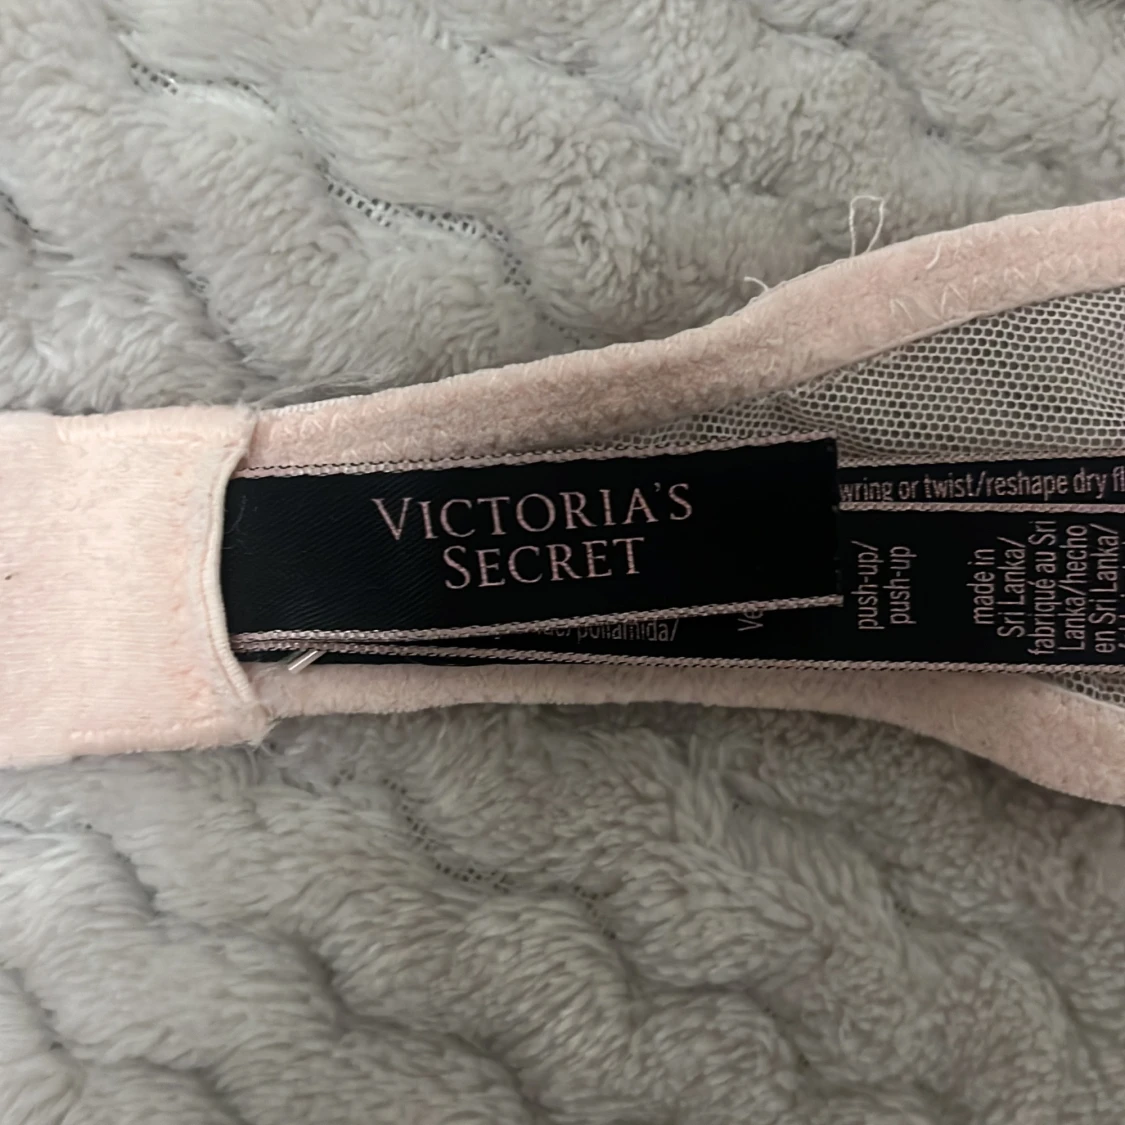 VICTORIA'S
SECRET
wring or twist/reshape dry
push-up/
push-up
made in
Sri Lanka/
fabriqué au Sri
Lanka/hecho
en Sri Lanka/
poliamida/